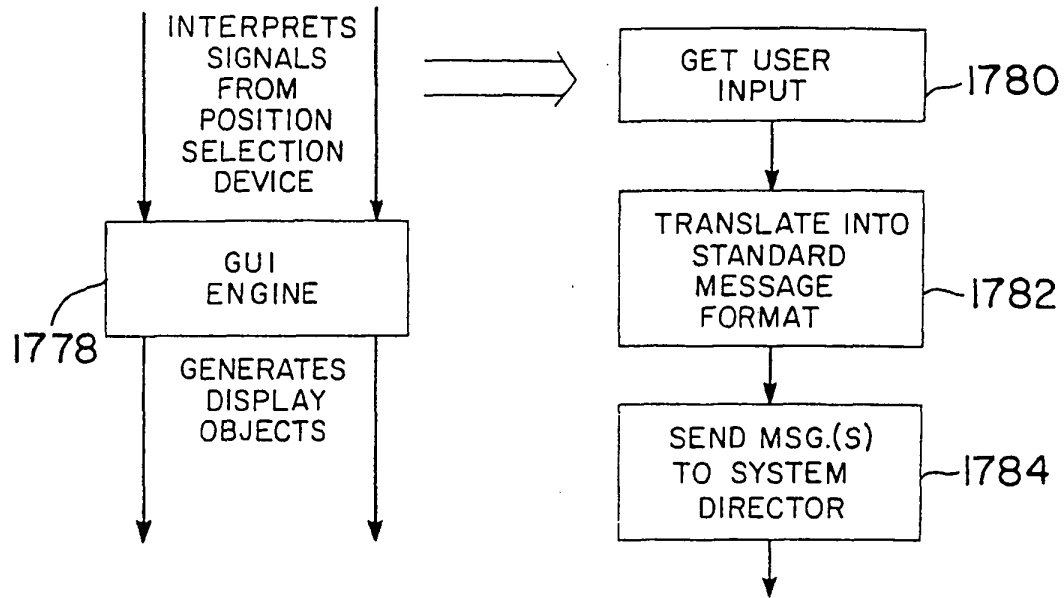 INTERPRETS
SIGNALS
FROM
POSITION
SELECTION
DEVICE
GUI
ENGINE
1778
GENERATES
DISPLAY
OBJECTS
GET USER
INPUT
1780
TRANSLATE INTO
STANDARD
MESSAGE
FORMAT
1782
SEND MSG.(S)
TO SYSTEM
DIRECTOR
1784